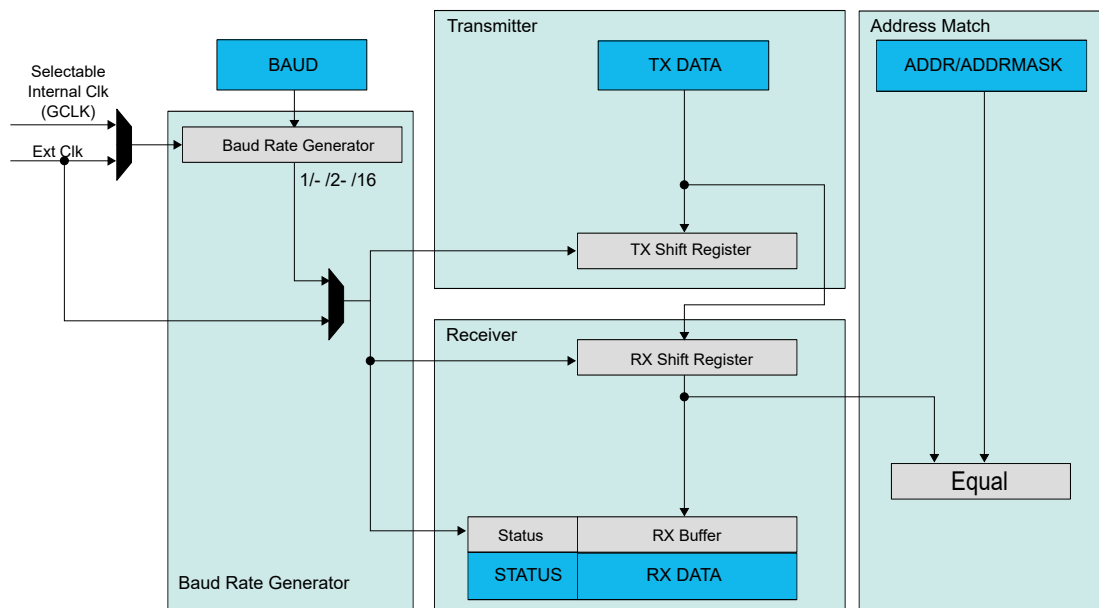 Transmitter
Address Match
BAUD
TX DATA
ADDR/ADDRMASK
Selectable
Internal Clk
(GCLK)
Ext Clk
Baud Rate Generator
1/- /2- /16
TX Shift Register
Receiver
RX Shift Register
Equal
Status
RX Buffer
STATUS
RX DATA
Baud Rate Generator